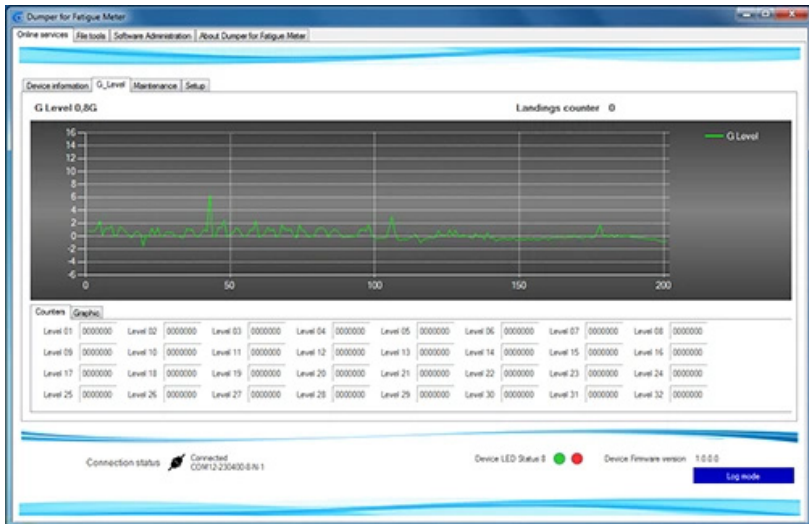 Dumper for Fatigue Meter
Online services File tools Software Administration About Dumper for Fatigue Meter
Device information G_Level Maintenance Setup
G Level 0,8G Landings counter 0
16
14
12
10
8
6
4
2
0
-2
-4
-6
0 50 100 150 200
G Level
Counters Graphic
Level 01 0000000 Level 02 0000000 Level 03 0000000 Level 04 0000000 Level 05 0000000 Level 06 0000000 Level 07 0000000 Level 08 0000000
Level 09 0000000 Level 10 0000000 Level 11 0000000 Level 12 0000000 Level 13 0000000 Level 14 0000000 Level 15 0000000 Level 16 0000000
Level 17 0000000 Level 18 0000000 Level 19 0000000 Level 20 0000000 Level 21 0000000 Level 22 0000000 Level 23 0000000 Level 24 0000000
Level 25 0000000 Level 26 0000000 Level 27 0000000 Level 28 0000000 Level 29 0000000 Level 30 0000000 Level 31 0000000 Level 32 0000000
Connection status Connected
COM12-230400-8-N-1
Device LED Status 8 Device Firmware version 1.0.0.0
Log mode